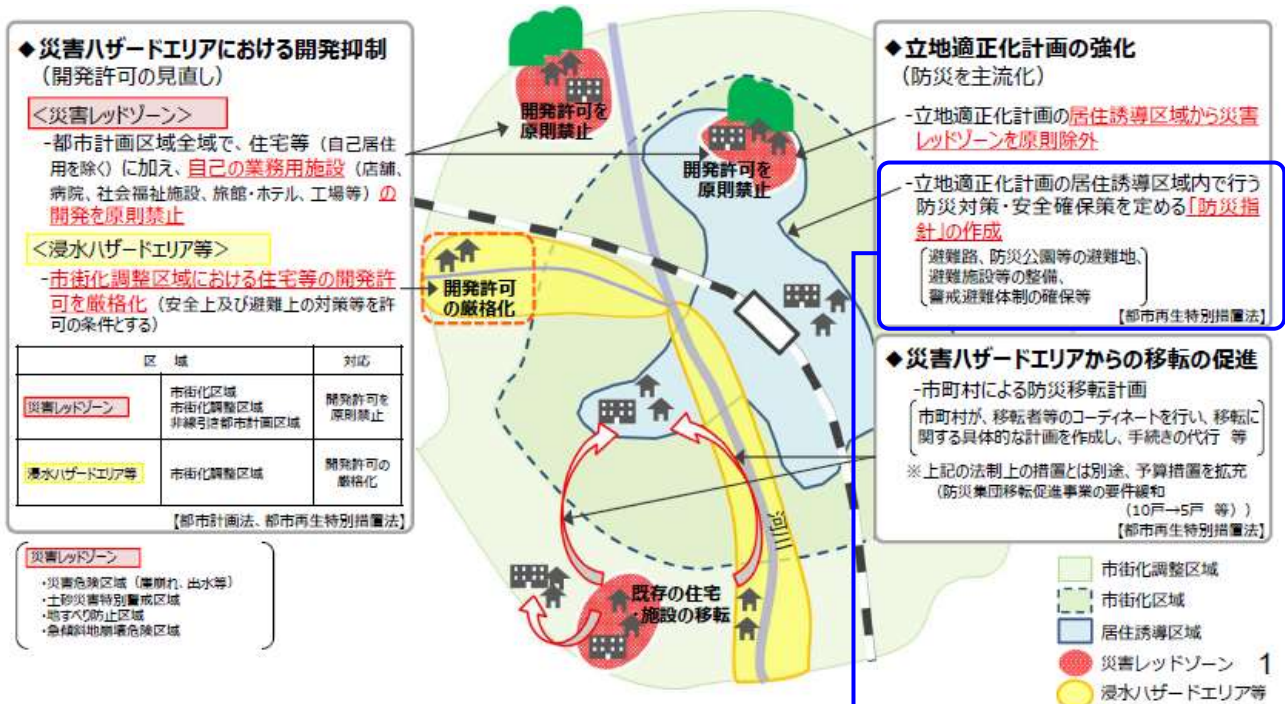 ◆災害ハザードエリアにおける開発抑制
（開発許可の見直し）
＜災害レッドゾーン＞
-都市計画区域全域で、住宅等（自己居住
用を除く）に加え、自己の業務用施設（店舗、
病院、社会福祉施設、旅館・ホテル、工場等）の
開発を原則禁止
＜浸水ハザードエリア等＞
-市街化調整区域における住宅等の開発許
可を厳格化（安全上及び避難上の対策等を許
可の条件とする）
区　域
対応
災害レッドゾーン
市街化区域
市街化調整区域
非線引き都市計画区域
開発許可を
原則禁止
浸水ハザードエリア等
市街化調整区域
開発許可の
厳格化
【都市計画法、都市再生特別措置法】
災害レッドゾーン
・災害危険区域（崖崩れ、出水等）
・土砂災害特別警戒区域
・地すべり防止区域
・急傾斜地崩壊危険区域
開発許可を
原則禁止
開発許可を
原則禁止
開発許可
の厳格化
河川
既存の住宅
・施設の移転
◆立地適正化計画の強化
（防災を主流化）
-立地適正化計画の居住誘導区域から災害
レッドゾーンを原則除外
-立地適正化計画の居住誘導区域内で行う
防災対策・安全確保策を定める「防災指
針」の作成
避難路、防災公園等の避難地、
避難施設等の整備、
警戒避難体制の確保等
【都市再生特別措置法】
◆災害ハザードエリアからの移転の促進
-市町村による防災移転計画
市町村が、移転者等のコーディネートを行い、移転に
関する具体的な計画を作成し、手続きの代行　等
※上記の法制上の措置とは別途、予算措置を拡充
（防災集団移転促進事業の要件緩和
（10戸→5戸　等））
【都市再生特別措置法】
市街化調整区域
市街化区域
居住誘導区域
災害レッドゾーン
浸水ハザードエリア等
1